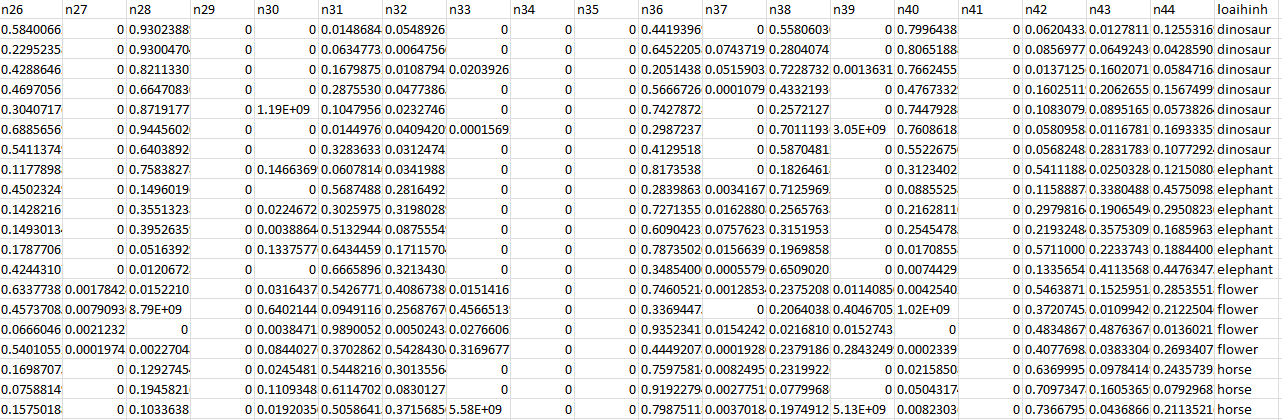 n26 n27 n28 n29 n30 n31 n32 n33 n34 n35 n36 n37 n38 n39 n40 n41 n42 n43 n44 loaihinh
0.5840066 0 0.9302388 0 0 0.0148684 0.0548926 0 0 0 0.4419396 0 0.5580603 0 0.7996438 0 0.0620433 0.0127811 0.1255316 dinosaur
0.2295235 0 0.9300470 0 0 0.0634773 0.0064756 0 0 0 0.6452205 0.0743719 0.2804074 0 0.8065188 0 0.0856977 0.0649243 0.0428590 dinosaur
0.4288646 0 0.8211330 0 0 0.1679875 0.0108794 0.0203926 0 0 0.2051438 0.0515903 0.7228732 0.0013631 0.7662455 0 0.0137125 0.1602071 0.0584716 dinosaur
0.4697056 0 0.6647083 0 0 0.2875530 0.0477386 0 0 0 0.5666726 0.0001079 0.4332193 0 0.4767332 0 0.1602511 0.2062655 0.1567499 dinosaur
0.3040717 0 0.8719177 0 1.19E+09 0.1047956 0.0232746 0 0 0 0.7427872 0 0.2572127 0 0.7447928 0 0.1083079 0.0895165 0.0573826 dinosaur
0.6885656 0 0.9445602 0 0 0.0144976 0.0409420 0.0001569 0 0 0.2987237 0 0.7011193 3.05E+09 0.7608618 0 0.0580958 0.0116781 0.1693335 dinosaur
0.5411374 0 0.6403892 0 0 0.3283633 0.0312474 0 0 0 0.4129518 0 0.5870481 0 0.5522675 0 0.0568248 0.2831783 0.1077292 dinosaur
0.1177898 0 0.7583827 0 0.1466369 0.0607814 0.0341988 0 0 0 0.8173538 0 0.1826461 0 0.3123402 0 0.5411188 0.0250328 0.1215080 elephant
0.4502324 0 0.1496019 0 0 0.5687488 0.2816492 0 0 0 0.2839863 0.0034167 0.7125969 0 0.0885525 0 0.1158887 0.3380488 0.4575098 elephant
0.1428216 0 0.3551323 0 0.0224672 0.3025975 0.3198028 0 0 0 0.7271355 0.0162880 0.2565763 0 0.2162811 0 0.2979816 0.1906549 0.2950823 elephant
0.1493013 0 0.3952635 0 0.0038864 0.5132944 0.0875554 0 0 0 0.6090423 0.0757623 0.3151953 0 0.2545478 0 0.2193248 0.3575309 0.1685963 elephant
0.1787706 0 0.0516392 0 0.1337577 0.6434459 0.1711570 0 0 0 0.7873502 0.0156639 0.1969858 0 0.0170855 0 0.5711000 0.2233743 0.1884400 elephant
0.4244310 0 0.0120672 0 0 0.6665896 0.3213430 0 0 0 0.3485400 0.0005579 0.6509020 0 0.0074429 0 0.1335654 0.4113568 0.4476347 elephant
0.6337738 0.0017842 0.0152210 0 0.0316437 0.5426771 0.4086738 0.0151416 0 0 0.7460521 0.0012853 0.2375208 0.0114085 0.0042540 0 0.5463871 0.1525951 0.2853551 flower
0.4573708 0.0079093 8.79E+09 0 0.6402144 0.0949116 0.2568767 0.4566513 0 0 0.3369447 0 0.2064038 0.4046705 1.02E+09 0 0.3720745 0.0109942 0.2122504 flower
0.0666046 0.0021232 0 0 0.0038471 0.9890052 0.0050243 0.0276606 0 0 0.9352341 0.0154242 0.0216810 0.0152743 0 0 0.4834867 0.4876367 0.0136021 flower
0.5401055 0.0001974 0.0022704 0 0.0844027 0.3702862 0.5428430 0.3169677 0 0 0.4449207 0.0001928 0.2379186 0.2843249 0.0002339 0 0.4077698 0.0383304 0.2693407 flower
0.1698707 0 0.1292745 0 0.0245481 0.5448216 0.3013556 0 0 0 0.7597581 0.0082495 0.2319922 0 0.0215850 0 0.6369995 0.0978414 0.2435739 horse
0.0758814 0 0.1945821 0 0.1109348 0.6114702 0.0830127 0 0 0 0.9192279 0.0027751 0.0779968 0 0.0504317 0 0.7097347 0.1605365 0.0792968 horse
0.1575018 0 0.1033638 0 0.0192035 0.5058641 0.3715685 5.58E+09 0 0 0.7987511 0.0037018 0.1974912 5.13E+09 0.0082303 0 0.7366795 0.0436866 0.2113521 horse